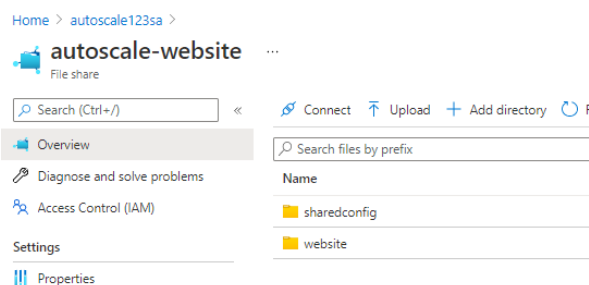 Home > autoscale123sa >
autoscale-website ...
File share
Search (Ctrl+/) «
Overview
Diagnose and solve problems
Access Control (IAM)
Settings
Properties
Connect Upload Add directory
Search files by prefix
Name
sharedconfig
website